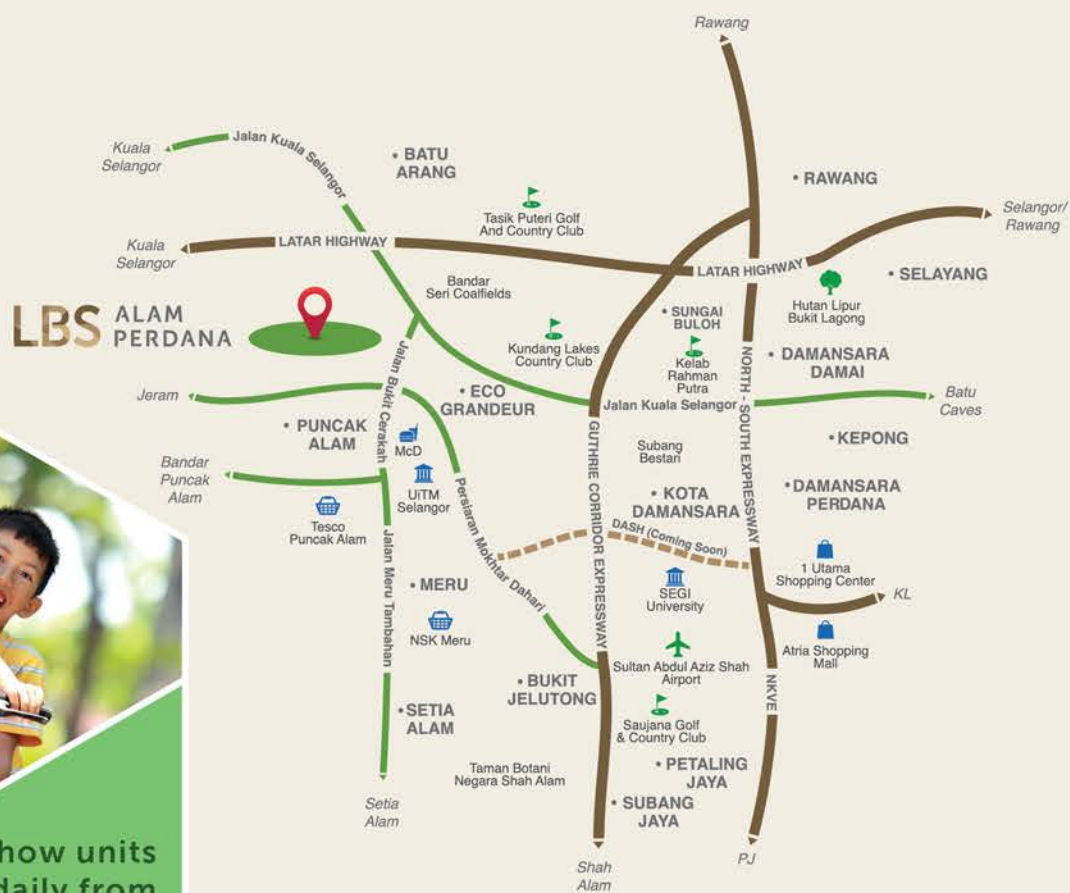 Rawang
Kuala
Selangor
Jalan Kuala Selangor
• BATU
ARANG
• RAWANG
Tasik Puteri Golf
And Country Club
Selangor/
Rawang
Kuala
Selangor
LATAR HIGHWAY
LATAR HIGHWAY
• SELAYANG
Bandar
Seri Coalfields
Hutan Lipur
Bukit Lagong
LBS ALAM
PERDANA
• SUNGAI
BULOH
Kundang Lakes
Country Club
Kelab
Rahman
Putra
• DAMANSARA
DAMAI
Jalan Bukit Cerakah
NORTH - SOUTH EXPRESSWAY
Jeram
• ECO
GRANDEUR
Jalan Kuala Selangor
Batu
Caves
• PUNCAK
ALAM
McD
GUTHRIE CORRIDOR EXPRESSWAY
Subang
Bestari
• KEPONG
Bandar
Puncak
Alam
UiTM
Selangor
Persiaran Mokhtar Dahari
• KOTA
DAMANSARA
• DAMANSARA
PERDANA
Tesco
Puncak Alam
DASH (Coming Soon)
Jalan Meru Tambahan
1 Utama
Shopping Center
• MERU
SEGI
University
KL
NSK Meru
Atria Shopping
Mall
Sultan Abdul Aziz Shah
Airport
• BUKIT
JELUTONG
NKVE
• SETIA
ALAM
Saujana Golf
& Country Club
Taman Botani
Negara Shah Alam
• PETALING
JAYA
Setia
Alam
• SUBANG
JAYA
how units
daily from
Shah
Alam
PJ